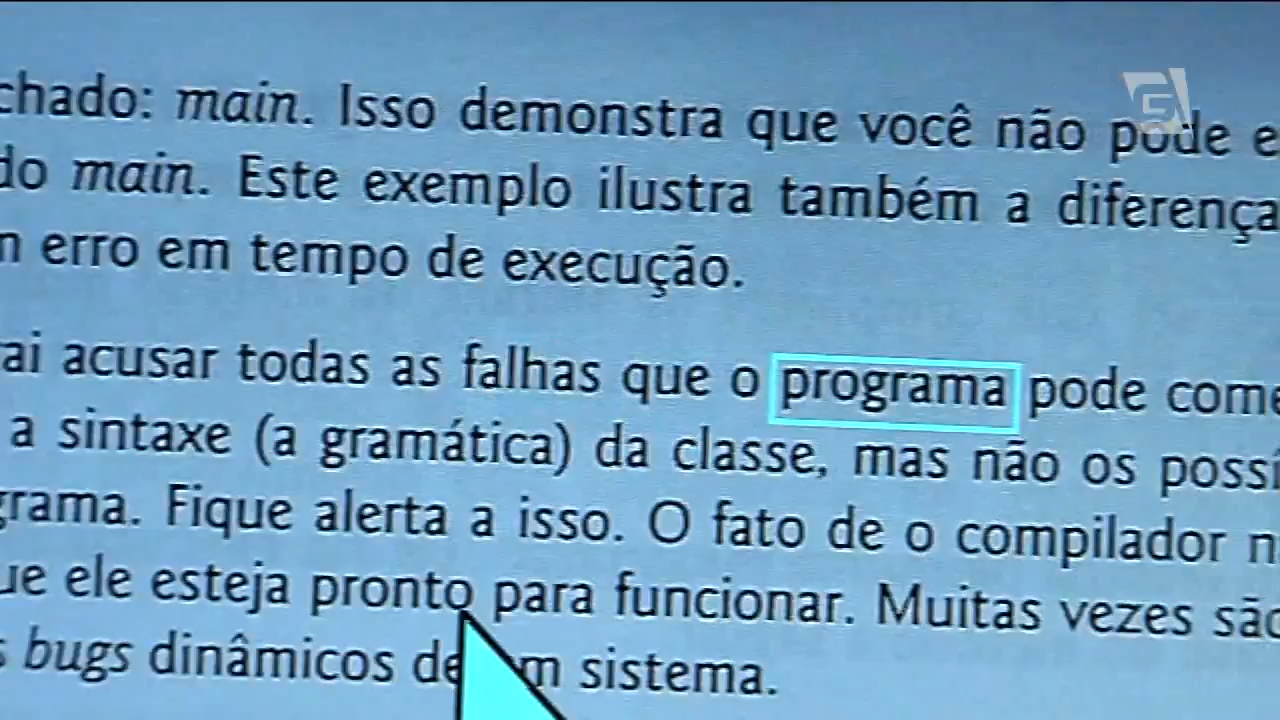 chado: main. Isso demonstra que você não pode e
do main. Este exemplo ilustra também a diferença
erro em tempo de execução.
acusar todas as falhas que o programa pode come
a sintaxe (a gramática) da classe, mas não os possí
grama. Fique alerta a isso. O fato de o compilador n
ue ele esteja pronto para funcionar. Muitas vezes são
s bugs dinâmicos de um sistema.